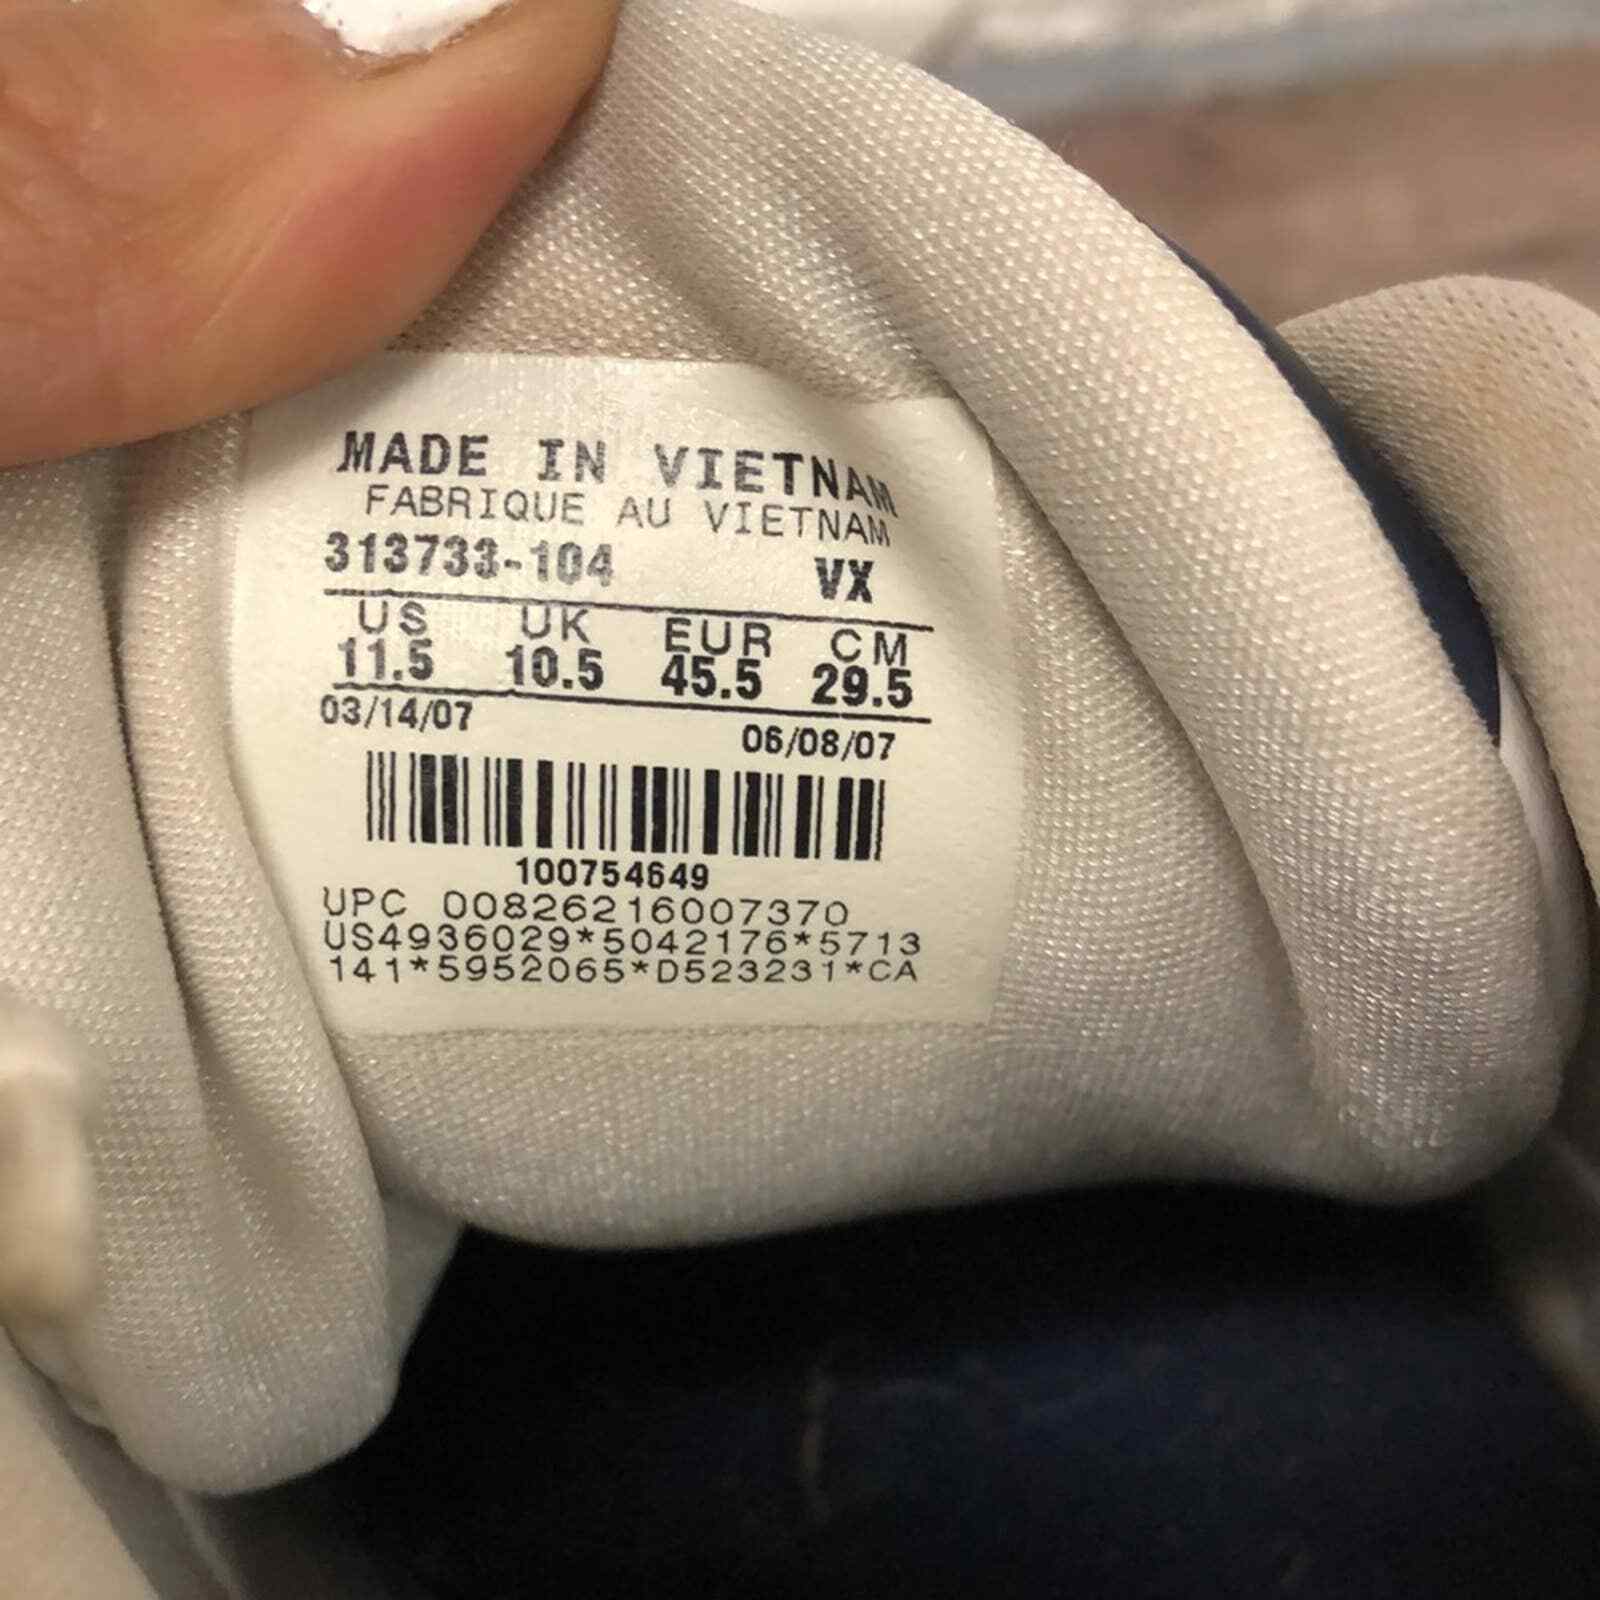 MADE IN VIETNAM
FABRIQUE AU VIETNAM
313733-104 VX
US UK EUR CM
11.5 10.5 45.5 29.5
03/14/07 06/08/07
100754649
UPC 00826216007370
US4936029*5042176*5713
141*5952065*D523231*CA